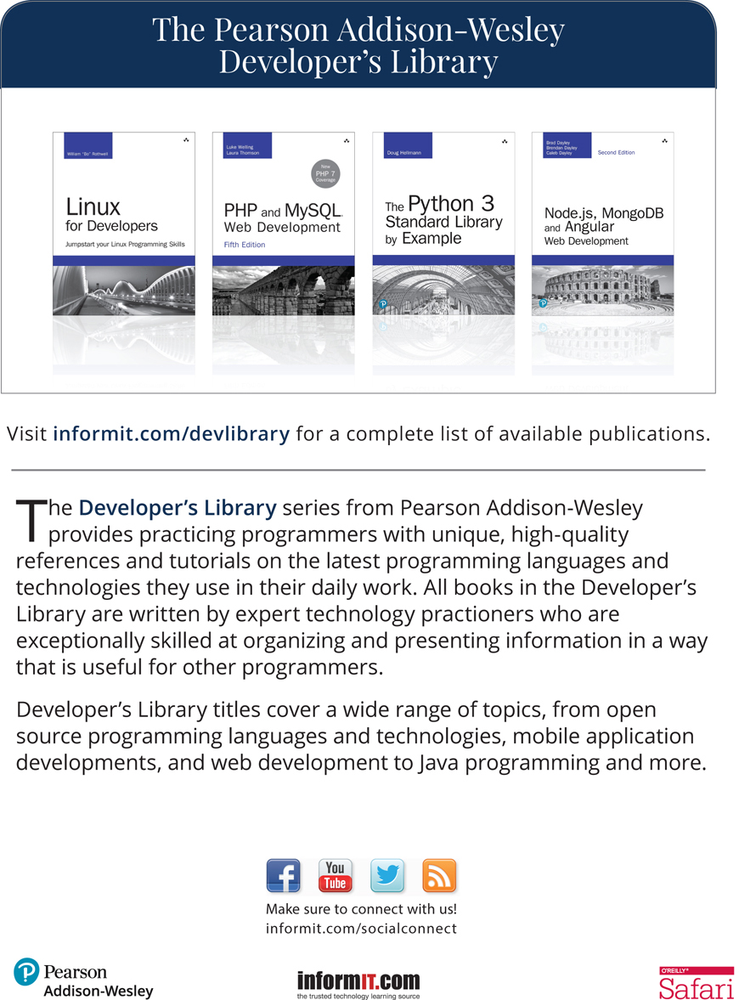 The Pearson Addison-Wesley
Developer’s Library
William “Bo” Rothwell
Linux
for Developers
Jumpstart your Linux Programming Skills
Luke Welling
Laura Thomson
New
PHP 7
Coverage
PHP and MySQL
Web Development
Fifth Edition
Doug Hellmann
The Python 3
Standard Library
by Example
Brad Dayley
Brendan Dayley
Caleb Dayley
Second Edition
Node.js, MongoDB
and Angular
Web Development
Visit informit.com/devlibrary for a complete list of available publications.
The Developer’s Library series from Pearson Addison-Wesley
provides practicing programmers with unique, high-quality
references and tutorials on the latest programming languages and
technologies they use in their daily work. All books in the Developer’s
Library are written by expert technology practioners who are
exceptionally skilled at organizing and presenting information in a way
that is useful for other programmers.
Developer’s Library titles cover a wide range of topics, from open
source programming languages and technologies, mobile application
developments, and web development to Java programming and more.
You
Tube
Make sure to connect with us!
informit.com/socialconnect
Pearson
Addison-Wesley
informIT.com
the trusted technology learning source
O'REILLY®
Safari